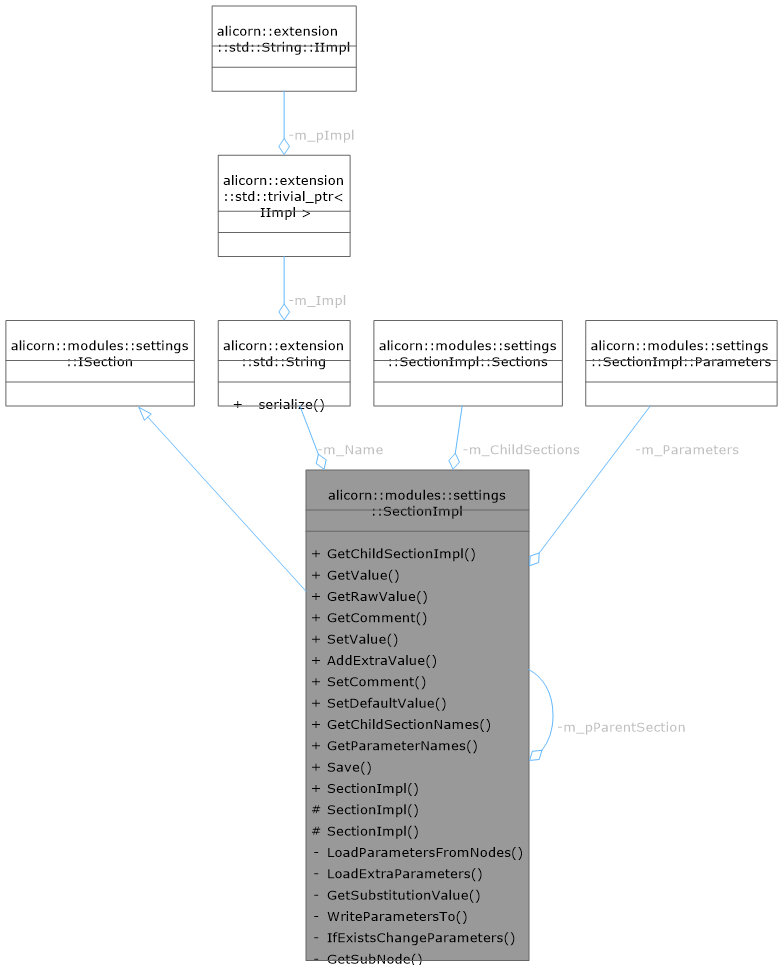 alicorn::extension
::std::String::IImpl
-m_pImpl
alicorn::extension
::std::trivial_ptr<
IImpl >
-m_Impl
alicorn::modules::settings
::ISection
alicorn::extension
::std::String
+ serialize()
alicorn::modules::settings
::SectionImpl::Sections
alicorn::modules::settings
::SectionImpl::Parameters
-m_Name
-m_ChildSections
-m_Parameters
alicorn::modules::settings
::SectionImpl
+ GetChildSectionImpl()
+ GetValue()
+ GetRawValue()
+ GetComment()
+ SetValue()
+ AddExtraValue()
+ SetComment()
+ SetDefaultValue()
+ GetChildSectionNames()
+ GetParameterNames()
+ Save()
+ SectionImpl()
# SectionImpl()
# SectionImpl()
- LoadParametersFromNodes()
- LoadExtraParameters()
- GetSubstitutionValue()
- WriteParametersTo()
- IfExistsChangeParameters()
- GetSubNode()
-m_pParentSection